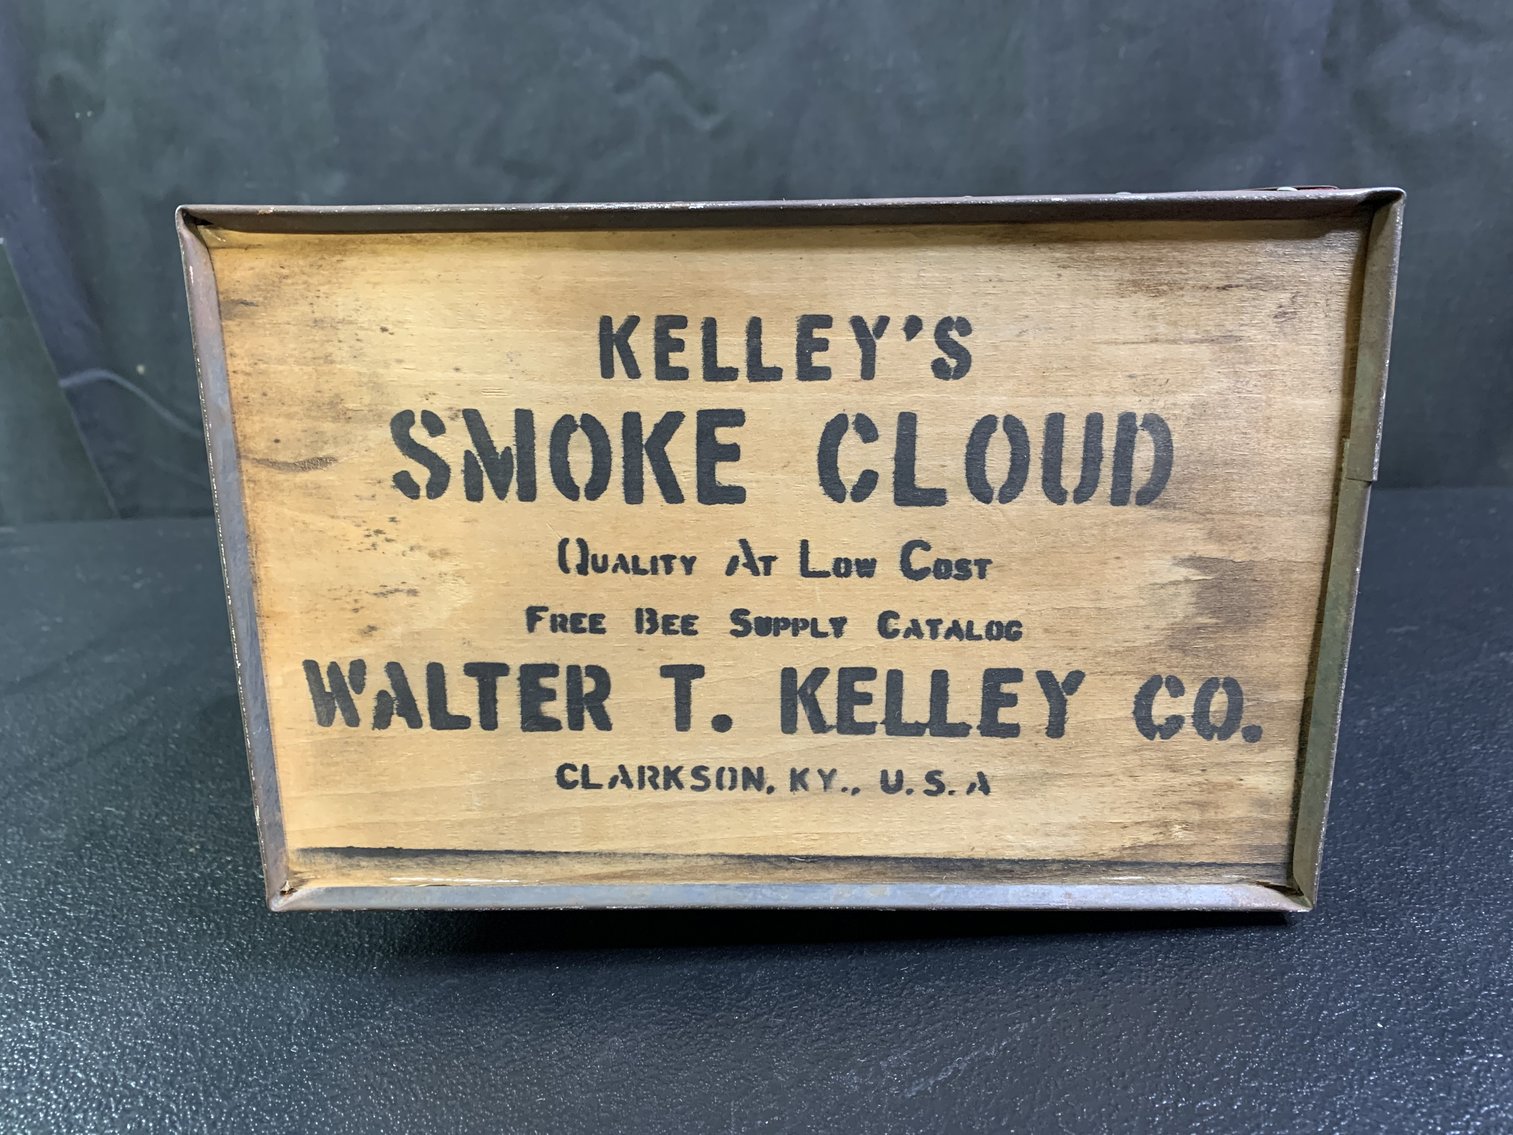 KELLEY'S
SMOKE CLOUD
QUALITY AT LOW COST
FREE BEE SUPPLY CATALOG
WALTER T. KELLEY CO.
CLARKSON, KY., U.S.A